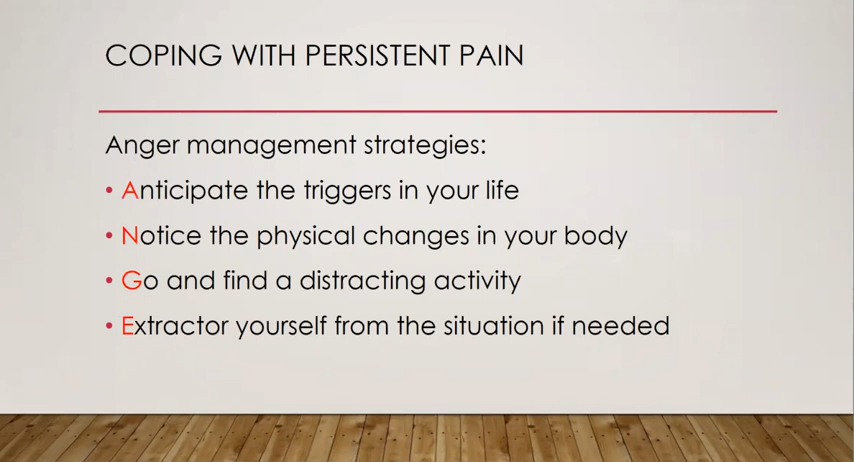 COPING WITH PERSISTENT PAIN
Anger management strategies:
• Anticipate the triggers in your life
• Notice the physical changes in your body
• Go and find a distracting activity
• Extractor yourself from the situation if needed